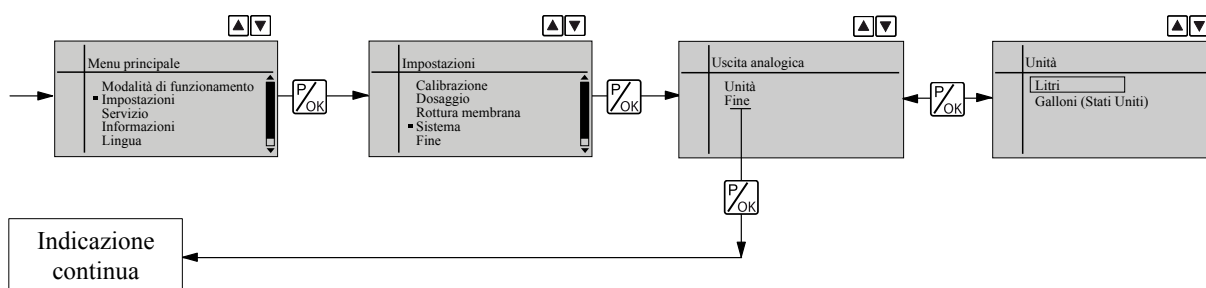 Menu principale
Modalità di funzionamento
Impostazioni
Servizio
Informazioni
Lingua
P/OK
Impostazioni
Calibrazione
Dosaggio
Rottura membrana
Sistema
Fine
P/OK
Uscita analogica
Unità
Fine
P/OK
Unità
Litri
Galloni (Stati Uniti)
P/OK
Indicazione
continua